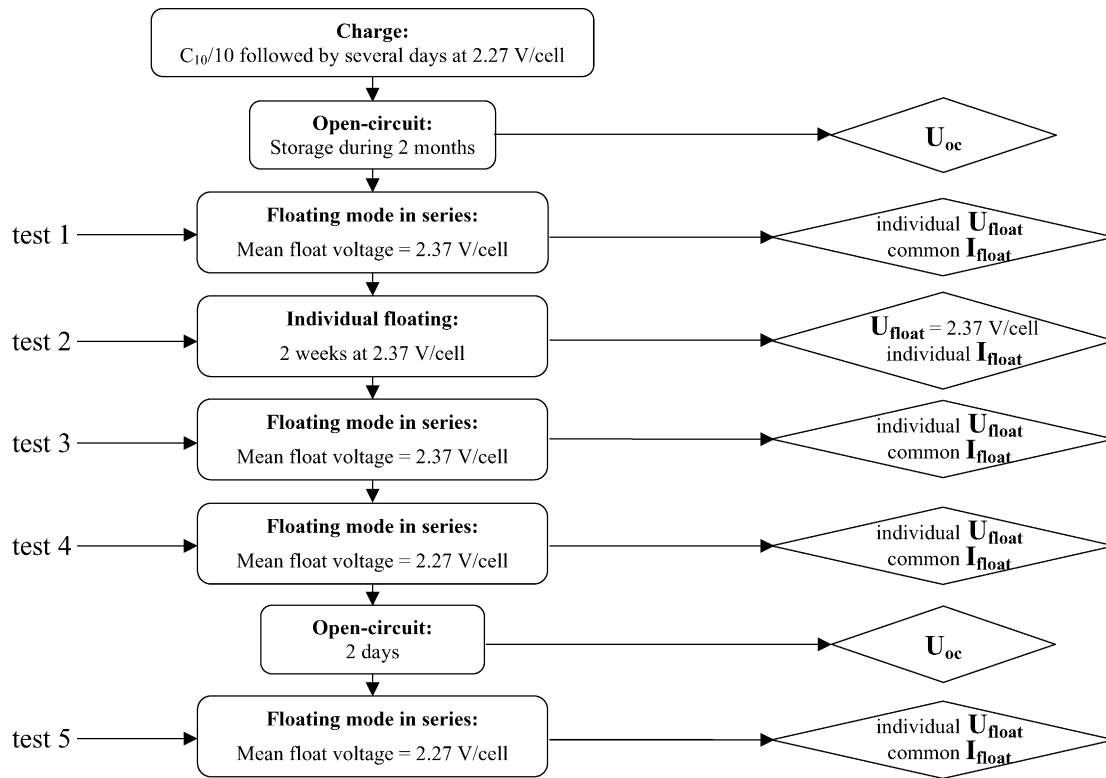 Charge:
C₁₀/10 followed by several days at 2.27 V/cell
Open-circuit:
Storage during 2 months
Uoc
test 1
Floating mode in series:
Mean float voltage = 2.37 V/cell
individual Ufloat
common Ifloat
test 2
Individual floating:
2 weeks at 2.37 V/cell
Ufloat = 2.37 V/cell
individual Ifloat
test 3
Floating mode in series:
Mean float voltage = 2.37 V/cell
individual Ufloat
common Ifloat
test 4
Floating mode in series:
Mean float voltage = 2.27 V/cell
individual Ufloat
common Ifloat
Open-circuit:
2 days
Uoc
test 5
Floating mode in series:
Mean float voltage = 2.27 V/cell
individual Ufloat
common Ifloat